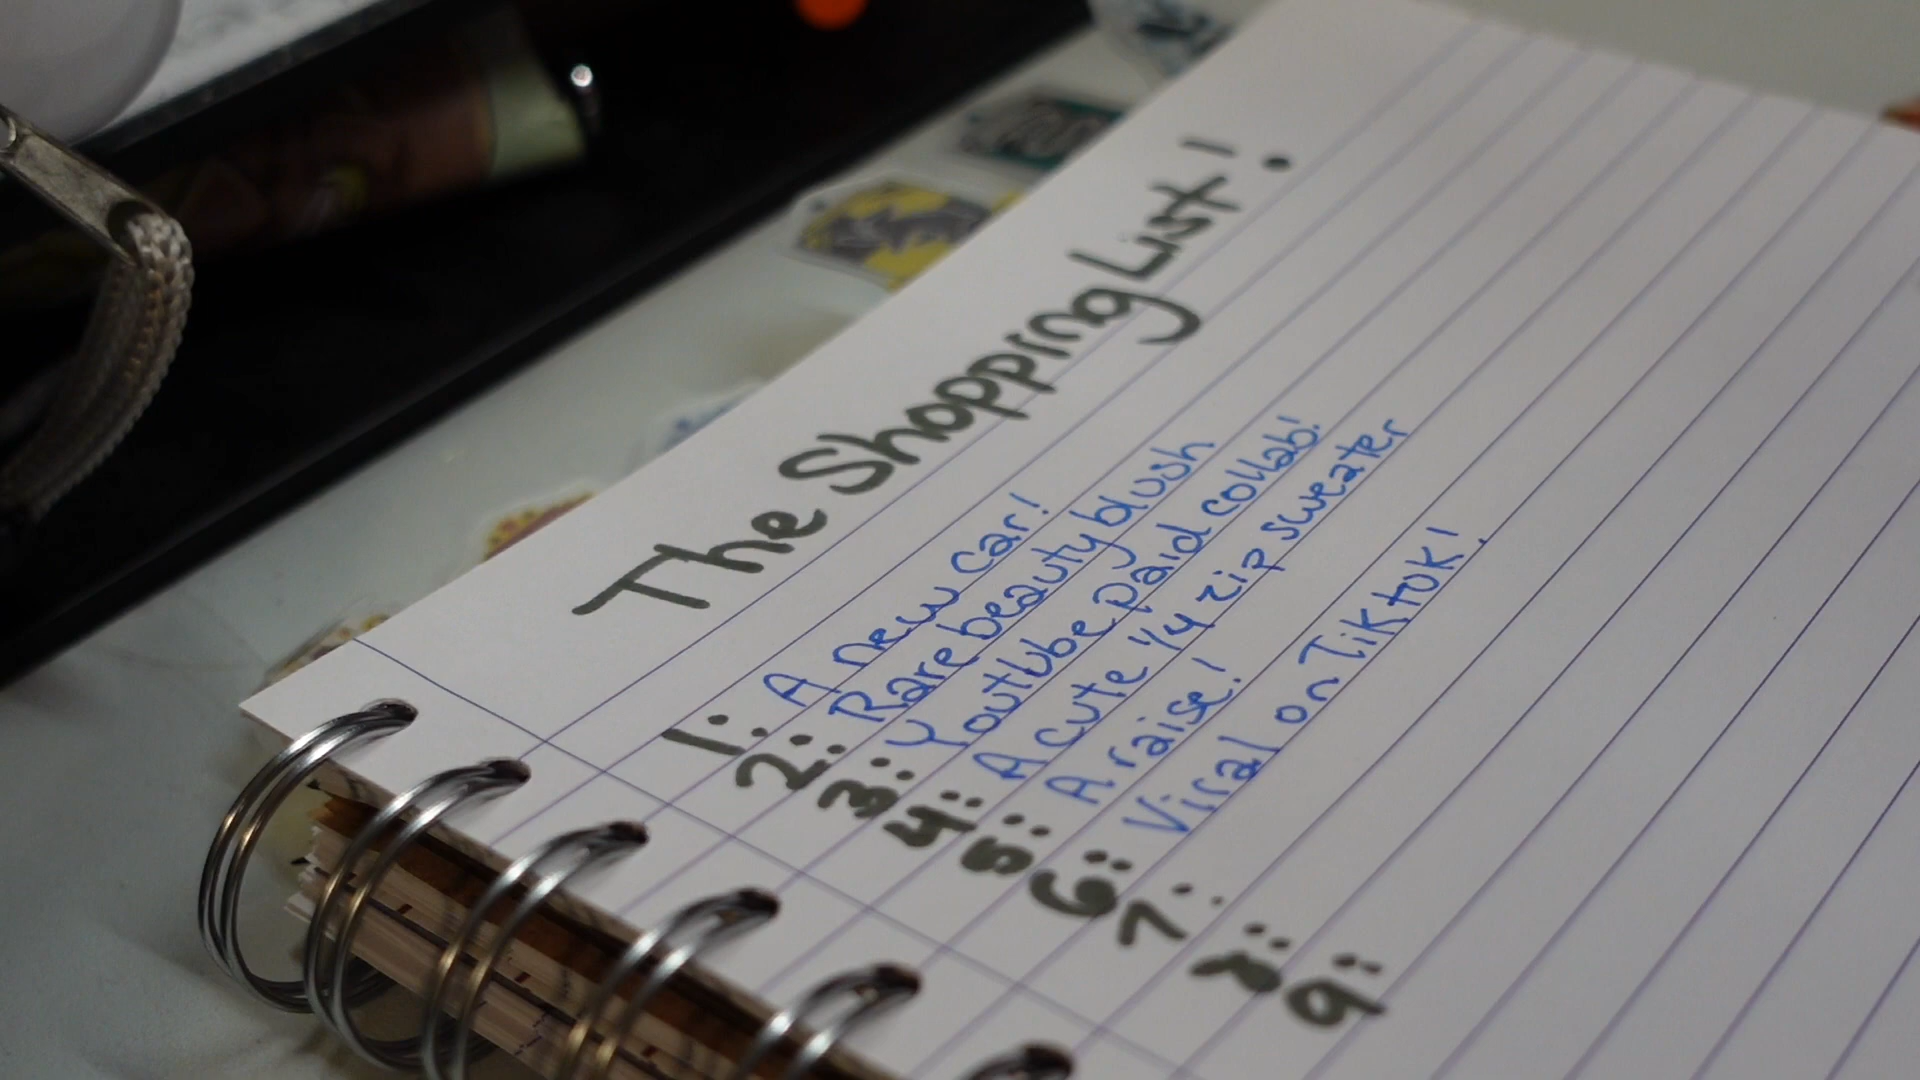 The Shopping List!
1: A new car!
2: Rare beauty blush
3: Youtube paid collab!
4: A cute 1/4 zip sweater
5: A raise!
6: Viral on Tiktok!
7:
8:
9: